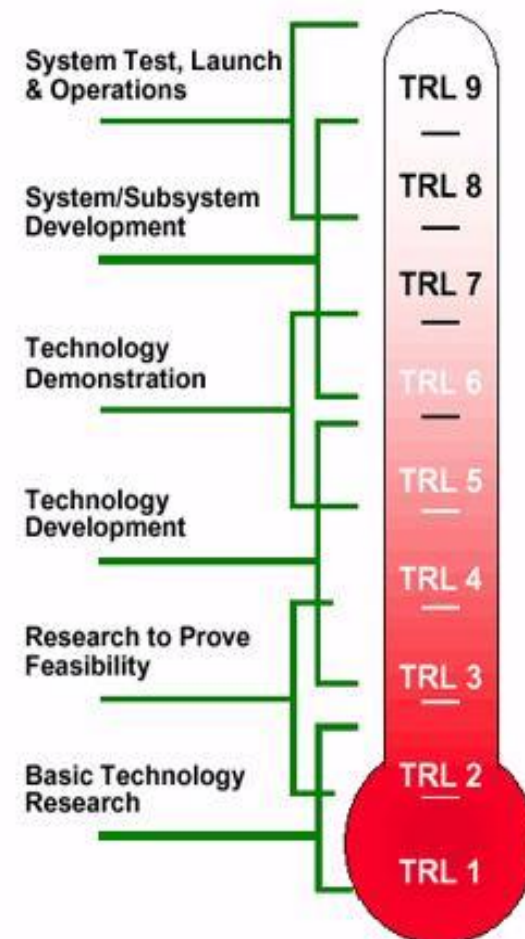 System Test, Launch
& Operations
System/Subsystem
Development
Technology
Demonstration
Technology
Development
Research to Prove
Feasibility
Basic Technology
Research
TRL 9
TRL 8
TRL 7
TRL 6
TRL 5
TRL 4
TRL 3
TRL 2
TRL 1